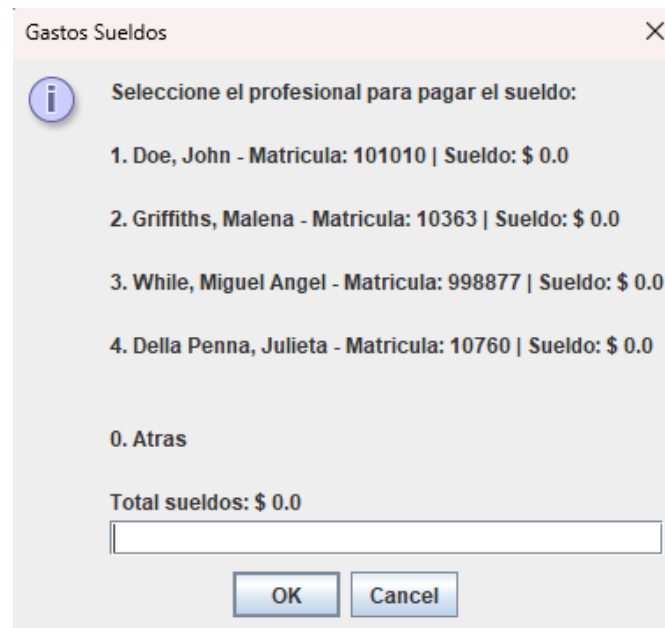 Gastos Sueldos
Seleccione el profesional para pagar el sueldo:
1. Doe, John - Matricula: 101010 | Sueldo: $ 0.0
2. Griffiths, Malena - Matricula: 10363 | Sueldo: $ 0.0
3. While, Miguel Angel - Matricula: 998877 | Sueldo: $ 0.0
4. Della Penna, Julieta - Matricula: 10760 | Sueldo: $ 0.0
0. Atras
Total sueldos: $ 0.0
OK Cancel